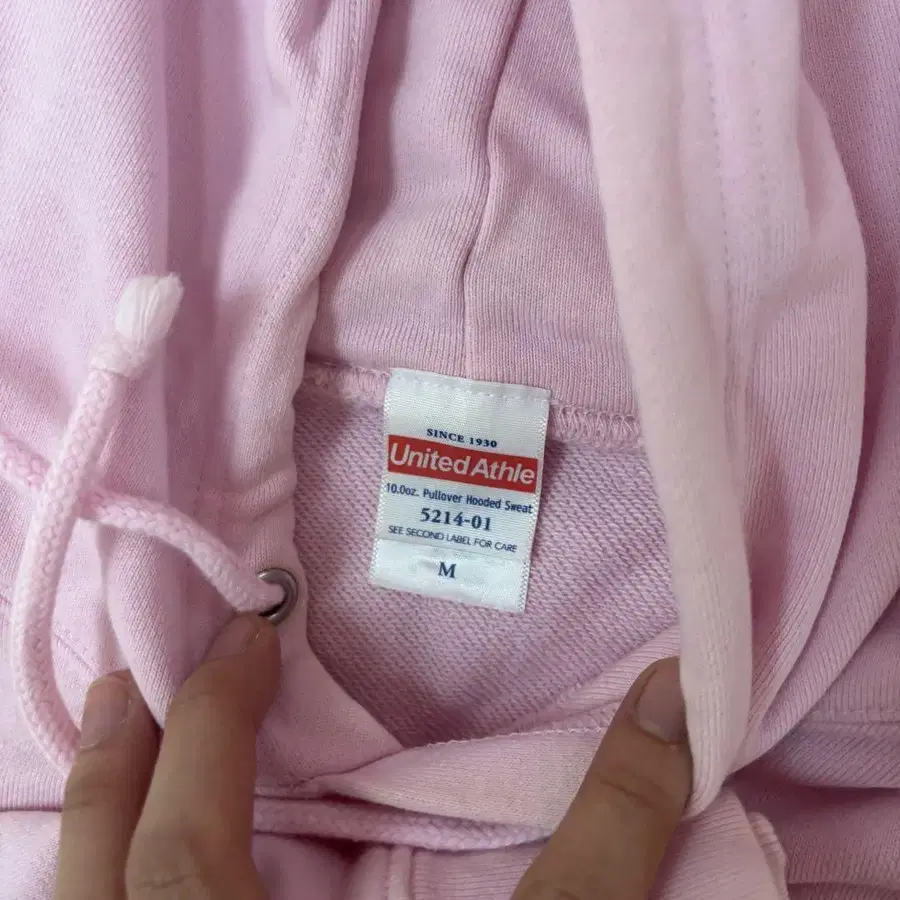 SINCE 1930
United Athle
10.0oz. Pullover Hooded Sweat
5214-01
SEE SECOND LABEL FOR CARE
M